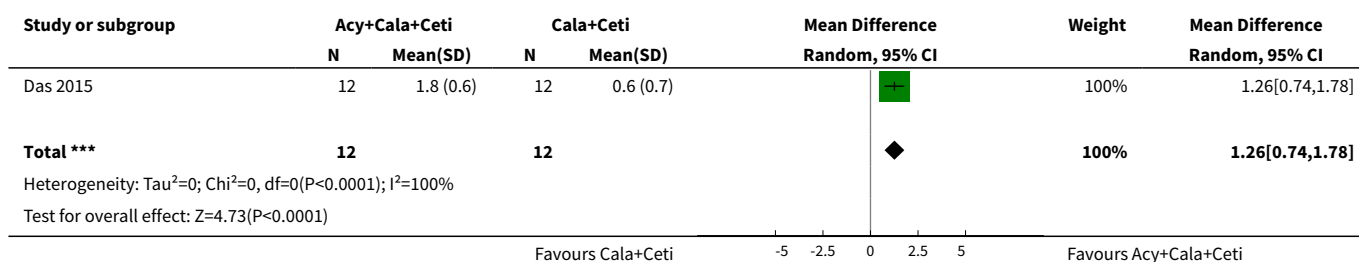 Study or subgroup Acy+Cala+Ceti Cala+Ceti Mean Difference Weight Mean Difference
N Mean(SD) N Mean(SD) Random, 95% CI Random, 95% CI
Das 2015 12 1.8 (0.6) 12 0.6 (0.7) 100% 1.26[0.74,1.78]
Total *** 12 12 100% 1.26[0.74,1.78]
Heterogeneity: Tau²=0; Chi²=0, df=0(P<0.0001); I²=100%
Test for overall effect: Z=4.73(P<0.0001)
Favours Cala+Ceti -5 -2.5 0 2.5 5 Favours Acy+Cala+Ceti